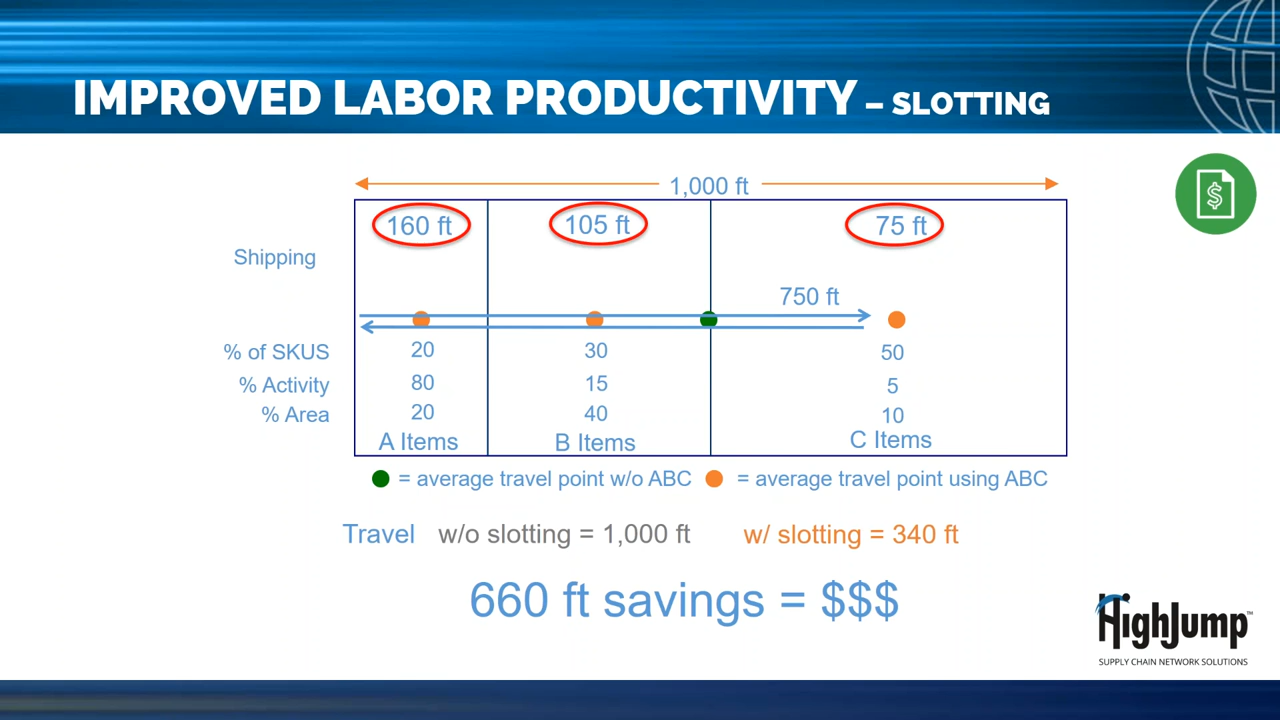 IMPROVED LABOR PRODUCTIVITY – SLOTTING
1,000 ft
160 ft 105 ft 75 ft
Shipping
750 ft
% of SKUS 20 30 50
% Activity 80 15 5
% Area 20 40 10
A Items B Items C Items
= average travel point w/o ABC = average travel point using ABC
Travel w/o slotting = 1,000 ft w/ slotting = 340 ft
660 ft savings = $$$
HighJump™
SUPPLY CHAIN NETWORK SOLUTIONS
$